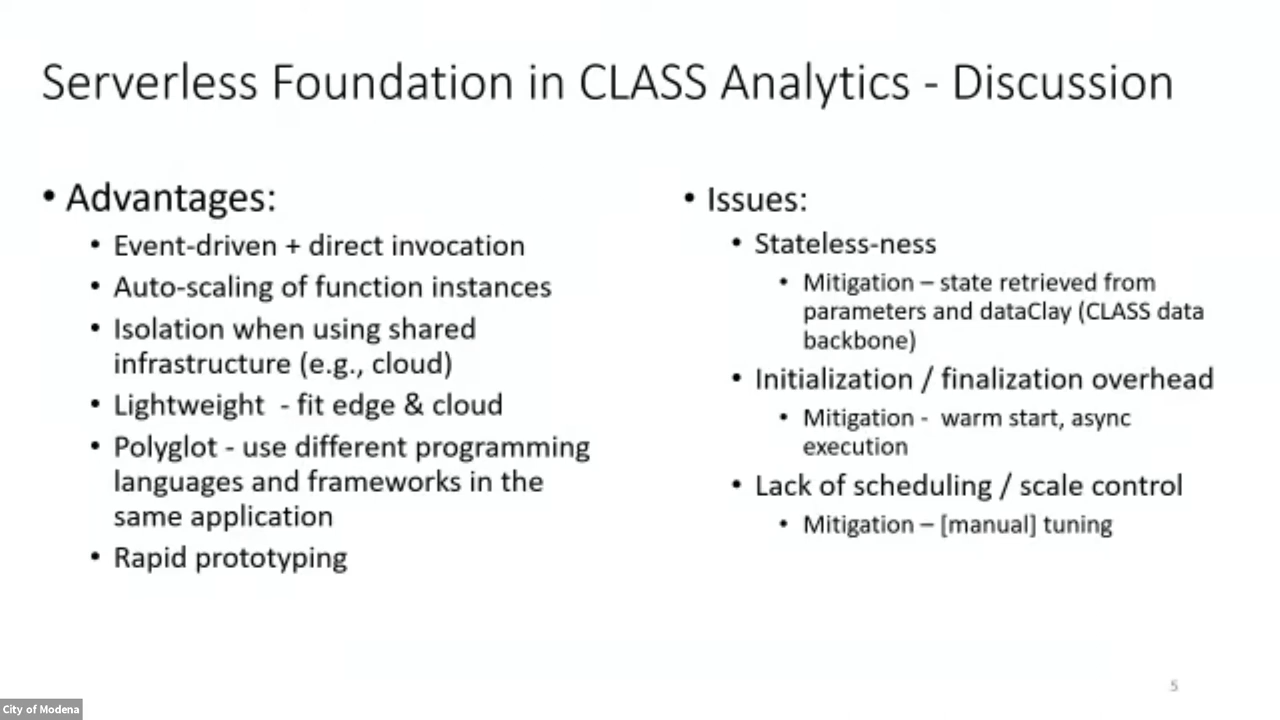 Serverless Foundation in CLASS Analytics - Discussion
• Advantages:
• Event-driven + direct invocation
• Auto-scaling of function instances
• Isolation when using shared
infrastructure (e.g., cloud)
• Lightweight  - fit edge & cloud
• Polyglot - use different programming
languages and frameworks in the
same application
• Rapid prototyping
• Issues:
• Stateless-ness
• Mitigation – state retrieved from
parameters and dataClay (CLASS data
backbone)
• Initialization / finalization overhead
• Mitigation -  warm start, async
execution
• Lack of scheduling / scale control
• Mitigation – [manual] tuning
5
City of Modena